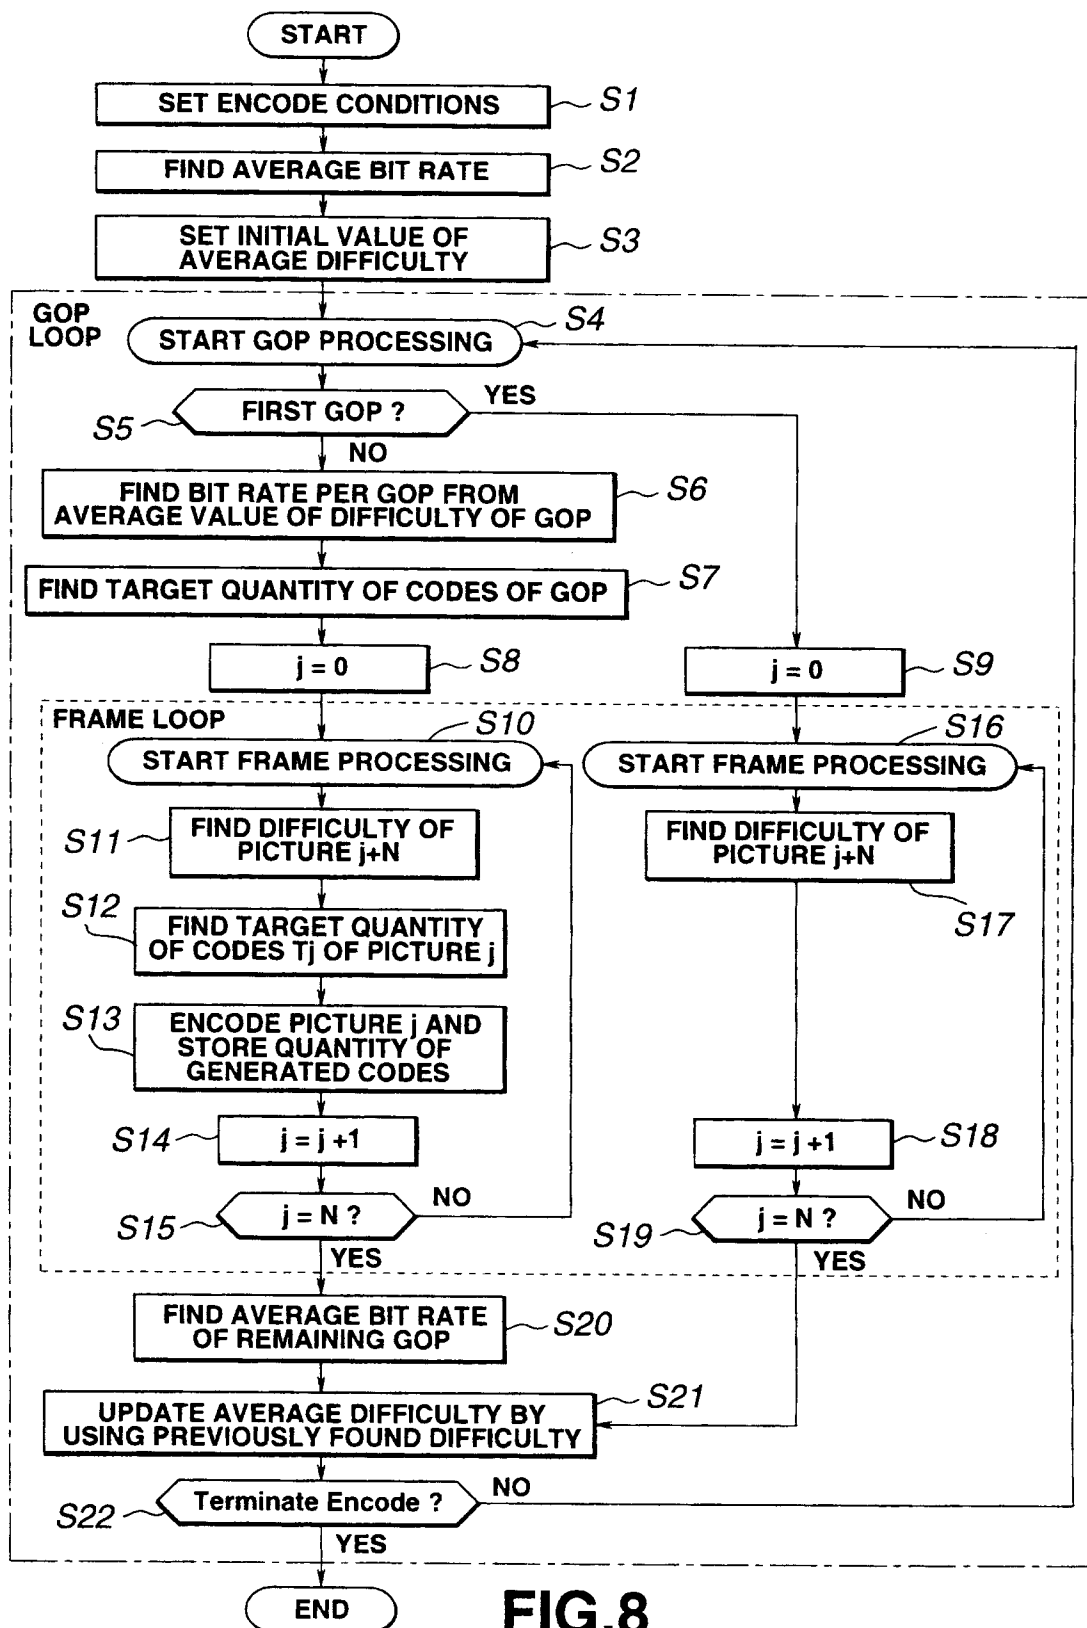 START
SET ENCODE CONDITIONS
S1
FIND AVERAGE BIT RATE
S2
SET INITIAL VALUE OF
AVERAGE DIFFICULTY
S3
GOP
LOOP
START GOP PROCESSING
S4
FIRST GOP ?
YES
S5
NO
FIND BIT RATE PER GOP FROM
AVERAGE VALUE OF DIFFICULTY OF GOP
S6
FIND TARGET QUANTITY OF CODES OF GOP
S7
j = 0
S8
j = 0
S9
FRAME LOOP
S10
START FRAME PROCESSING
S16
START FRAME PROCESSING
S11
FIND DIFFICULTY OF
PICTURE j+N
FIND DIFFICULTY OF
PICTURE j+N
S17
S12
FIND TARGET QUANTITY
OF CODES Tj OF PICTURE j
S13
ENCODE PICTURE j AND
STORE QUANTITY OF
GENERATED CODES
S14
j = j +1
j = j +1
S18
S15
j = N ?
NO
YES
S19
j = N ?
NO
YES
FIND AVERAGE BIT RATE
OF REMAINING GOP
S20
UPDATE AVERAGE DIFFICULTY BY
USING PREVIOUSLY FOUND DIFFICULTY
S21
Terminate Encode ?
NO
S22
YES
END
FIG.8